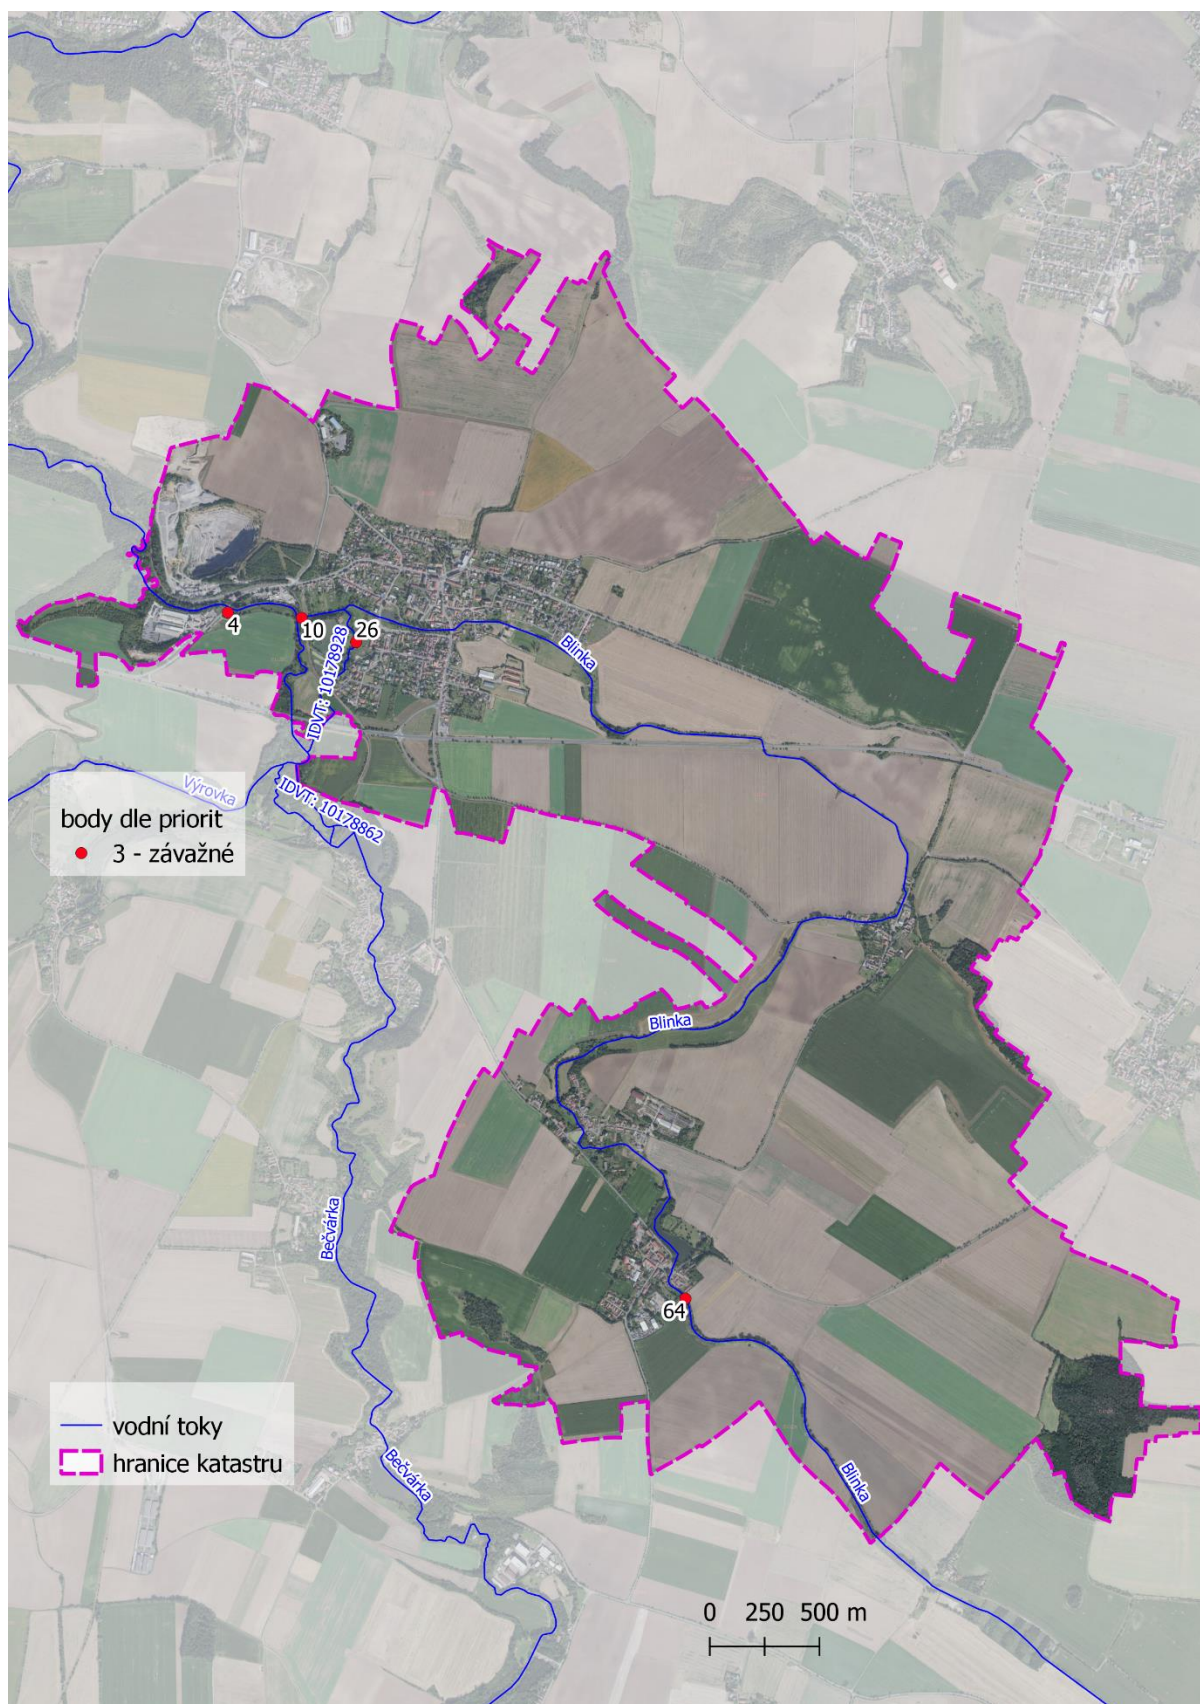 4
10
26
IDVT: 10178928
Blinka
Výrovka
IDVT: 10178862
body dle priorit
3 - závažné
Blinka
Bečvárka
64
vodní toky
hranice katastru
Bečvárka
Blinka
0 250 500 m